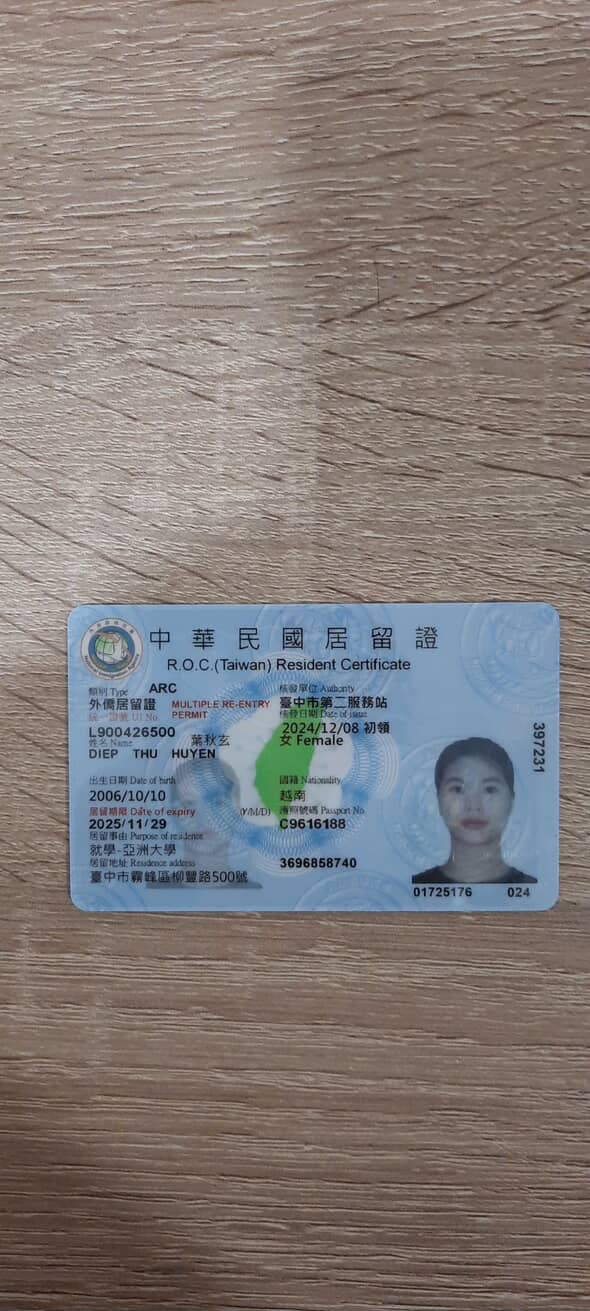 中華民國居留證
R.O.C.(Taiwan) Resident Certificate
類別 Type ARC
外僑居留證 MULTIPLE RE-ENTRY PERMIT
核發單位 Authority
臺中市第二服務站
統一證號 UI No.
L900426500
核發日期 Date of issue
2024/12/08 初領
姓名 Name 葉秋玄 女 Female
DIEP THU HUYEN
出生日期 Date of birth
2006/10/10
國籍 Nationality
越南
居留期限 Date of expiry (Y/M/D)
2025/11/29
護照號碼 Passport No.
C9616188
居留事由 Purpose of residence
就學-亞洲大學
居留地址 Residence address
臺中市霧峰區柳豐路500號
3696858740
397231
01725176 024